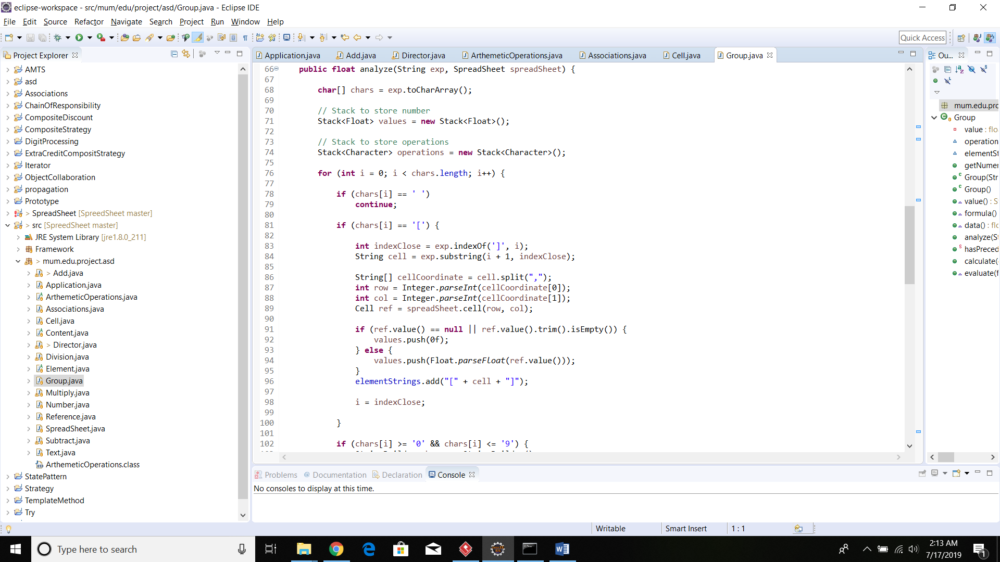 eclipse-workspace - src/mum/edu/project/asd/Group.java - Eclipse IDE
File Edit Source Refactor Navigate Search Project Run Window Help
Quick Access
Project Explorer
AMTS
asd
Associations
ChainOfResponsibility
CompositeDiscount
CompositeStrategy
DigitProcessing
ExtraCreditCompositStrategy
Iterator
ObjectCollaboration
propagation
Prototype
> SpreadSheet [SpreedSheet master]
> src [SpreedSheet master]
JRE System Library [jre1.8.0_211]
Framework
> mum.edu.project.asd
> Add.java
Application.java
ArthemeticOperations.java
Associations.java
Cell.java
Content.java
> Director.java
Division.java
Element.java
Group.java
Multiply.java
Number.java
Reference.java
SpreadSheet.java
Subtract.java
Text.java
ArthemeticOperations.class
StatePattern
Strategy
TemplateMethod
Try
Application.java Add.java Director.java ArthemeticOperations.java Associations.java Cell.java Group.java
66 public float analyze(String exp, SpreadSheet spreadSheet) {
67
68 char[] chars = exp.toCharArray();
69
70 // Stack to store number
71 Stack<Float> values = new Stack<Float>();
72
73 // Stack to store operations
74 Stack<Character> operations = new Stack<Character>();
75
76 for (int i = 0; i < chars.length; i++) {
77
78 if (chars[i] == ' ')
79 continue;
80
81 if (chars[i] == '[') {
82
83 int indexClose = exp.indexOf(']', i);
84 String cell = exp.substring(i + 1, indexClose);
85
86 String[] cellCoordinate = cell.split(",");
87 int row = Integer.parseInt(cellCoordinate[0]);
88 int col = Integer.parseInt(cellCoordinate[1]);
89 Cell ref = spreadSheet.cell(row, col);
90
91 if (ref.value() == null || ref.value().trim().isEmpty()) {
92 values.push(0f);
93 } else {
94 values.push(Float.parseFloat(ref.value()));
95 }
96 elementStrings.add("[" + cell + "]");
97
98 i = indexClose;
99
100 }
101
102 if (chars[i] >= '0' && chars[i] <= '9') {
Ou...
mum.edu.prc
Group
value : flo
operation
elementSt
getNumer
Group(Str
Group()
value() : S
formula()
data() : flc
analyze(St
hasPreced
calculate(
evaluate(f
Problems @ Documentation Declaration Console
No consoles to display at this time.
Writable Smart Insert 1 : 1
Type here to search
2:13 AM
7/17/2019
1